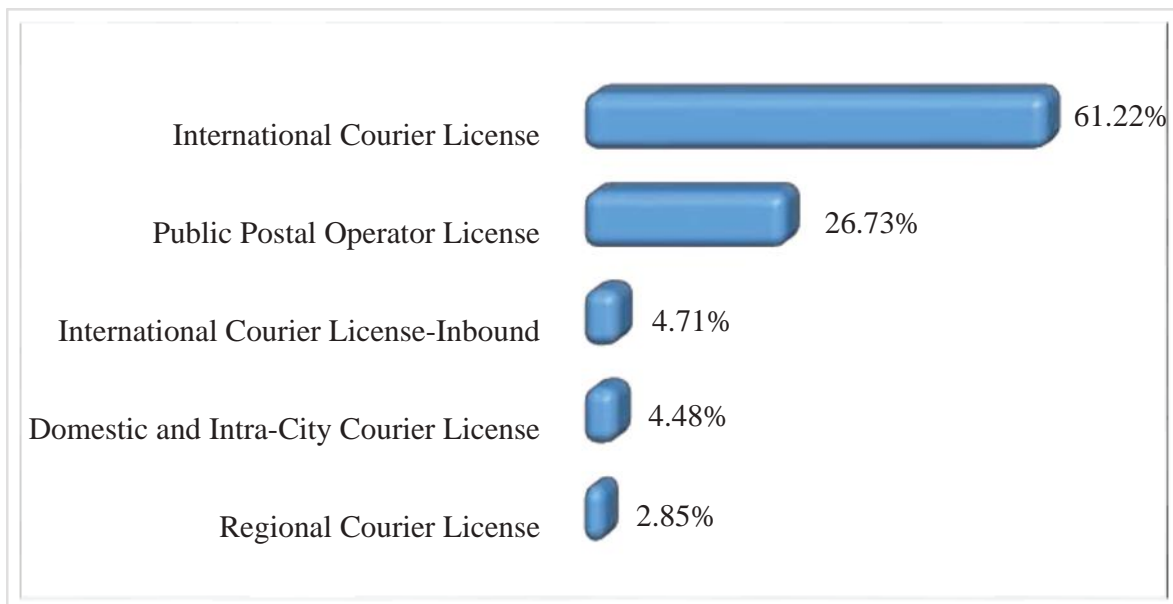 International Courier License 61.22%
Public Postal Operator License 26.73%
International Courier License-Inbound 4.71%
Domestic and Intra-City Courier License 4.48%
Regional Courier License 2.85%